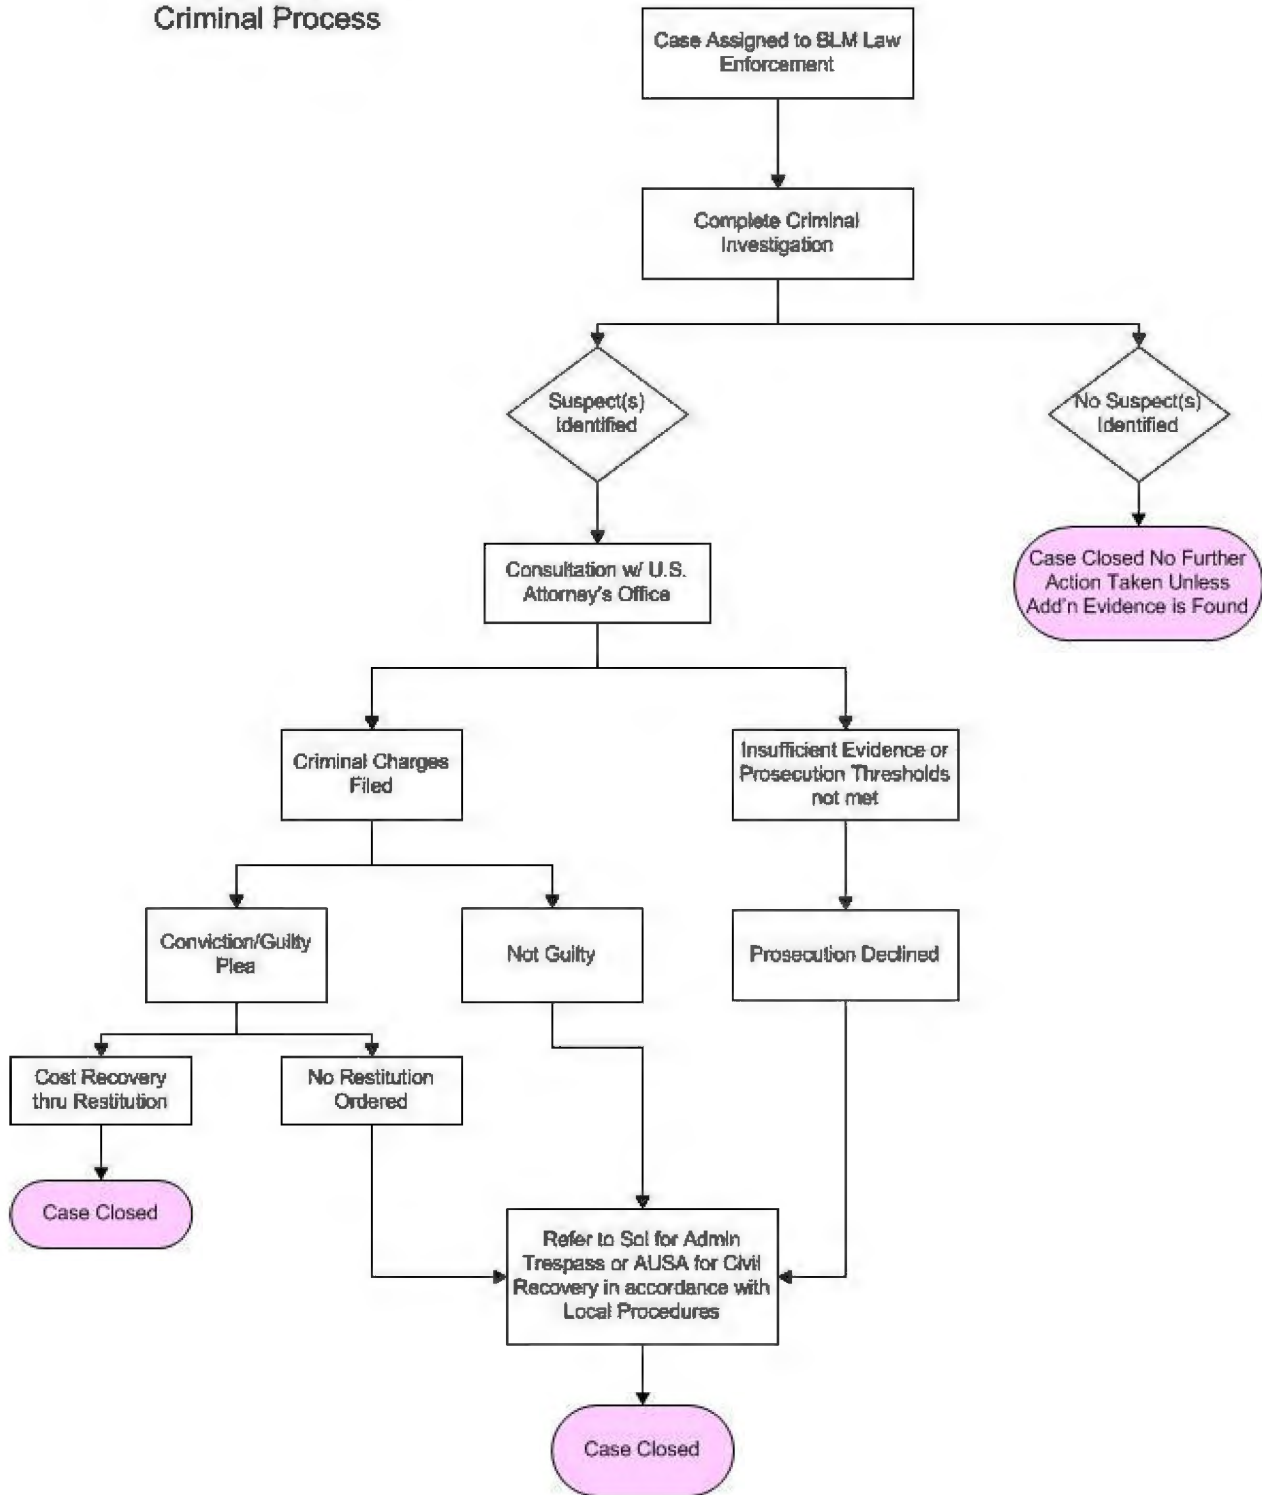 Criminal Process
Case Assigned to BLM Law
Enforcement
Complete Criminal
Investigation
Suspect(s)
Identified
No Suspect(s)
Identified
Consultation w/ U.S.
Attorney's Office
Case Closed No Further
Action Taken Unless
Add'n Evidence is Found
Criminal Charges
Filed
Insufficient Evidence or
Prosecution Thresholds
not met
Conviction/Guilty
Plea
Not Guilty
Prosecution Declined
Cost Recovery
thru Restitution
No Restitution
Ordered
Case Closed
Refer to Sol for Admin
Trespass or AUSA for Civil
Recovery in accordance with
Local Procedures
Case Closed